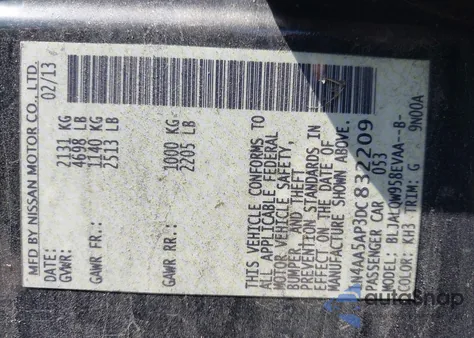 MFD BY NISSAN MOTOR CO., LTD.
DATE: 02/13
GVWR: 2131 KG
4698 LB
GAWR FR: 1140 KG
2513 LB
GAWR RR: 1000 KG
2205 LB
THIS VEHICLE CONFORMS TO
ALL APPLICABLE FEDERAL
MOTOR VEHICLE SAFETY,
BUMPER, AND THEFT
PREVENTION STANDARDS IN
EFFECT ON THE DATE OF
MANUFACTURE SHOWN ABOVE.
1N4AA5AP3DC832209
PASSENGER CAR 053
MODEL: BLJALQW958EVAA--B-
COLOR: KH3 TRIM: G 9N00A
autoSnap